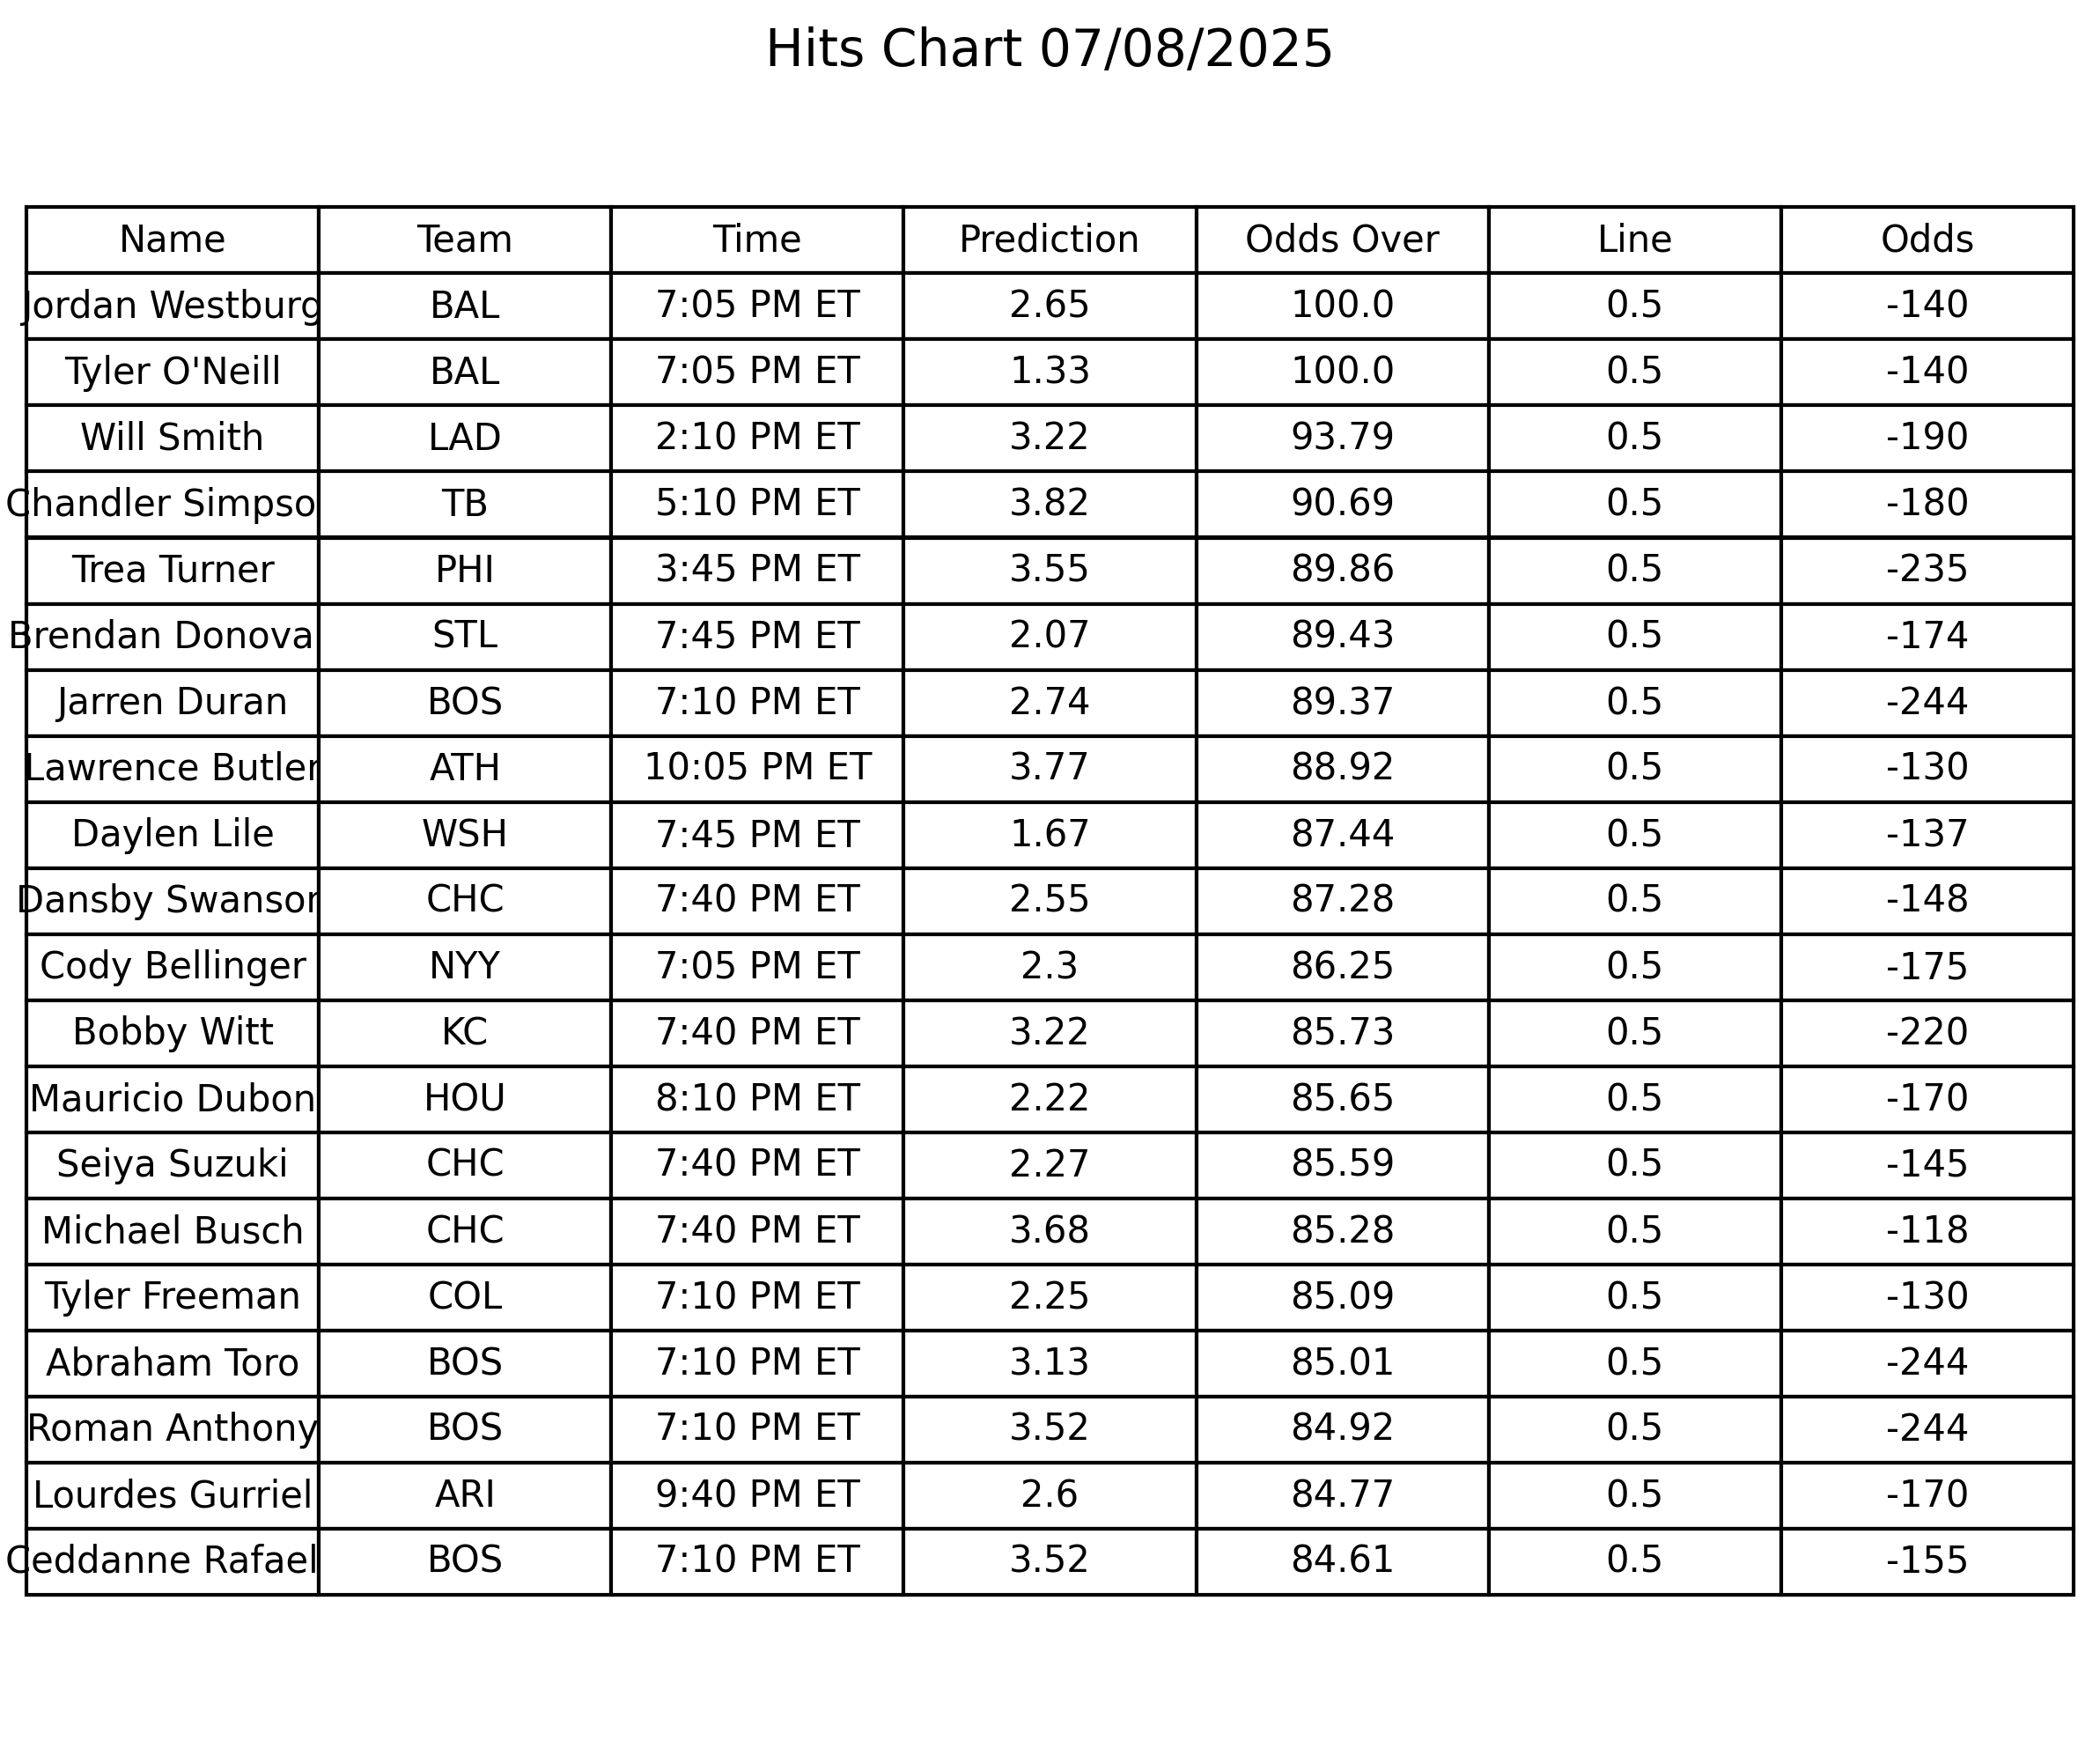 Hits Chart 07/08/2025
Name Team Time Prediction Odds Over Line Odds
Jordan Westburg BAL 7:05 PM ET 2.65 100.0 0.5 -140
Tyler O'Neill BAL 7:05 PM ET 1.33 100.0 0.5 -140
Will Smith LAD 2:10 PM ET 3.22 93.79 0.5 -190
Chandler Simpso TB 5:10 PM ET 3.82 90.69 0.5 -180
Trea Turner PHI 3:45 PM ET 3.55 89.86 0.5 -235
Brendan Donova STL 7:45 PM ET 2.07 89.43 0.5 -174
Jarren Duran BOS 7:10 PM ET 2.74 89.37 0.5 -244
Lawrence Butler ATH 10:05 PM ET 3.77 88.92 0.5 -130
Daylen Lile WSH 7:45 PM ET 1.67 87.44 0.5 -137
Dansby Swanson CHC 7:40 PM ET 2.55 87.28 0.5 -148
Cody Bellinger NYY 7:05 PM ET 2.3 86.25 0.5 -175
Bobby Witt KC 7:40 PM ET 3.22 85.73 0.5 -220
Mauricio Dubon HOU 8:10 PM ET 2.22 85.65 0.5 -170
Seiya Suzuki CHC 7:40 PM ET 2.27 85.59 0.5 -145
Michael Busch CHC 7:40 PM ET 3.68 85.28 0.5 -118
Tyler Freeman COL 7:10 PM ET 2.25 85.09 0.5 -130
Abraham Toro BOS 7:10 PM ET 3.13 85.01 0.5 -244
Roman Anthony BOS 7:10 PM ET 3.52 84.92 0.5 -244
Lourdes Gurriel ARI 9:40 PM ET 2.6 84.77 0.5 -170
Ceddanne Rafael BOS 7:10 PM ET 3.52 84.61 0.5 -155